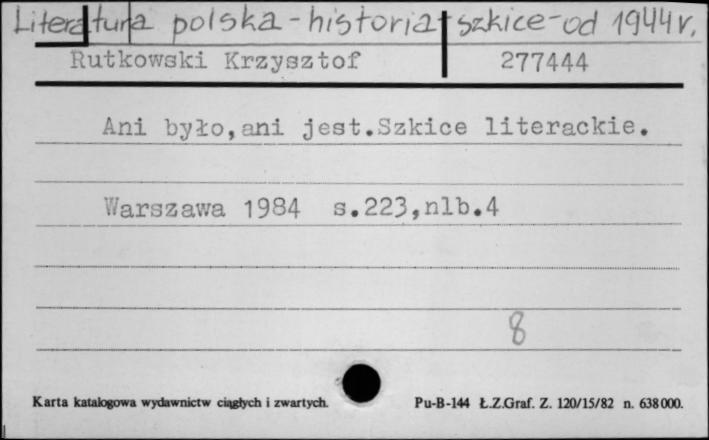 Literatura polska - historia + szkice - od 1944 r.
Rutkowski Krzysztof 277444
Ani było,ani jest.Szkice literackie.
Warszawa 1984 s.223,nlb.4
8
Karta katalogowa wydawnictw ciągłych i zwartych. Pu-B-144 Ł.Z.Graf. Z. 120/15/82 n. 638000.